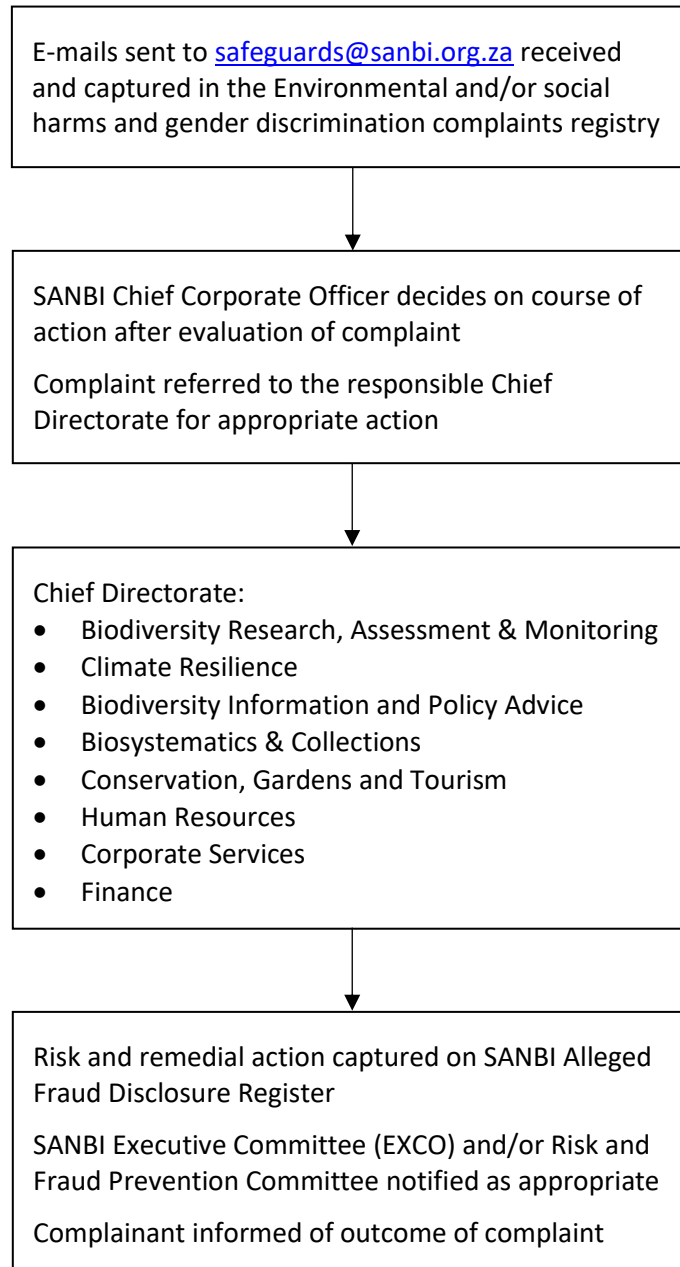 E-mails sent to safeguards@sanbi.org.za received
and captured in the Environmental and/or social
harms and gender discrimination complaints registry
SANBI Chief Corporate Officer decides on course of
action after evaluation of complaint
Complaint referred to the responsible Chief
Directorate for appropriate action
Chief Directorate:
• Biodiversity Research, Assessment & Monitoring
• Climate Resilience
• Biodiversity Information and Policy Advice
• Biosystematics & Collections
• Conservation, Gardens and Tourism
• Human Resources
• Corporate Services
• Finance
Risk and remedial action captured on SANBI Alleged
Fraud Disclosure Register
SANBI Executive Committee (EXCO) and/or Risk and
Fraud Prevention Committee notified as appropriate
Complainant informed of outcome of complaint